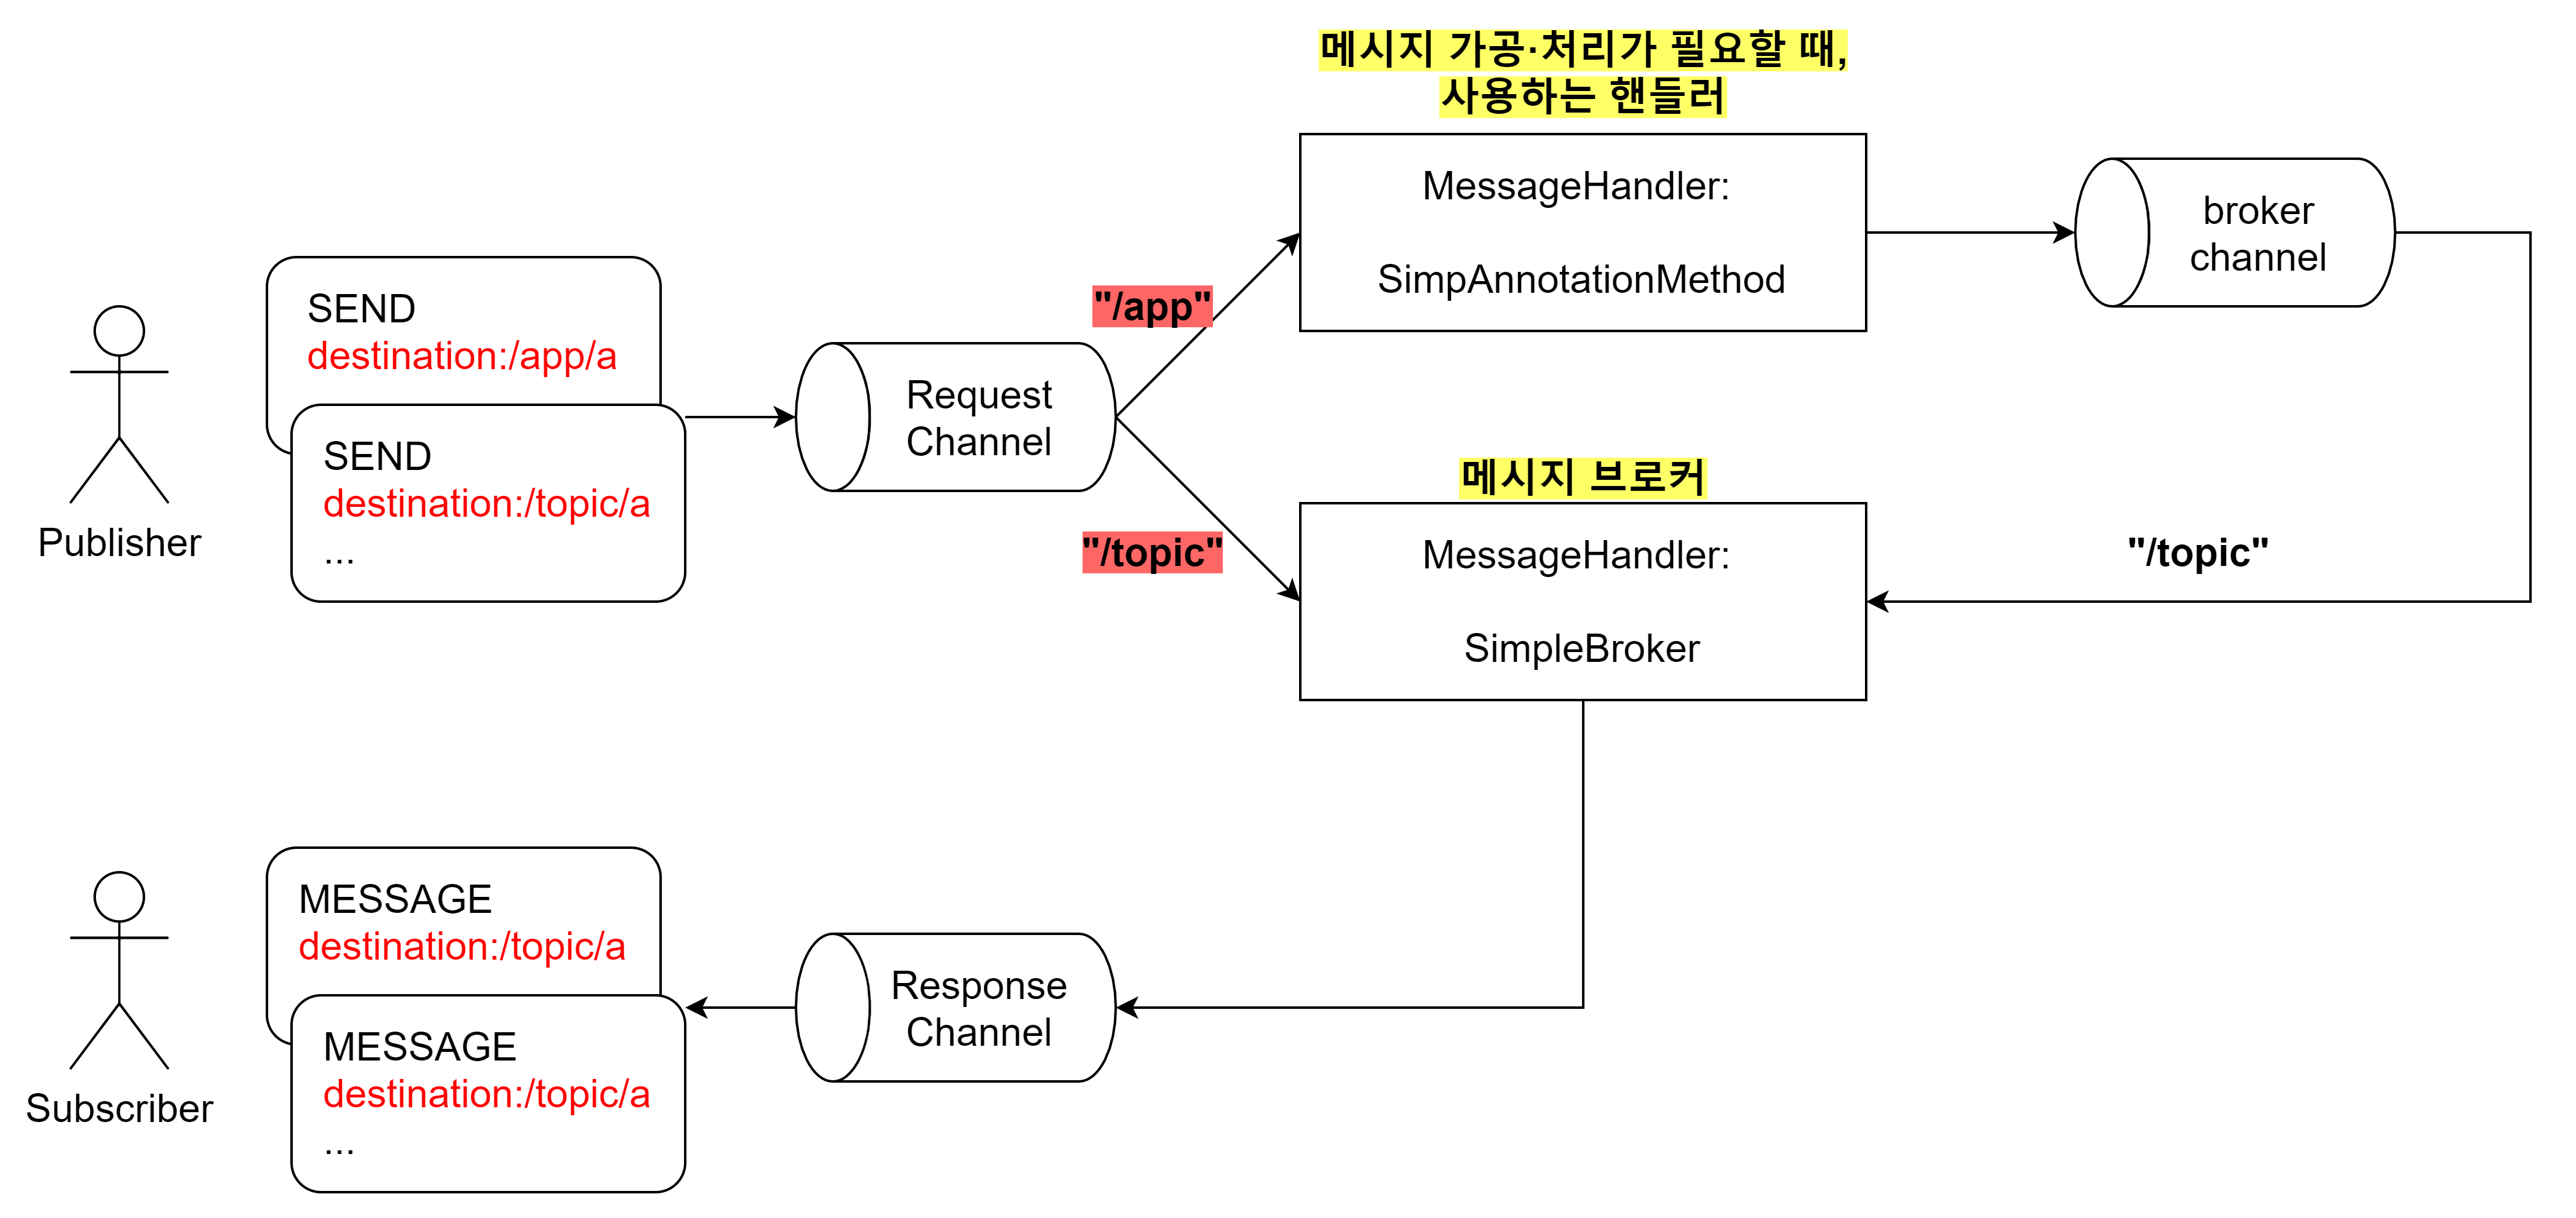 메시지 가공·처리가 필요할 때,
사용하는 핸들러
MessageHandler:
SimpAnnotationMethod
broker
channel
SEND
destination:/app/a
SEND
destination:/topic/a
...
Publisher
Request
Channel
"/app"
"/topic"
메시지 브로커
MessageHandler:
SimpleBroker
"/topic"
MESSAGE
destination:/topic/a
MESSAGE
destination:/topic/a
...
Subscriber
Response
Channel